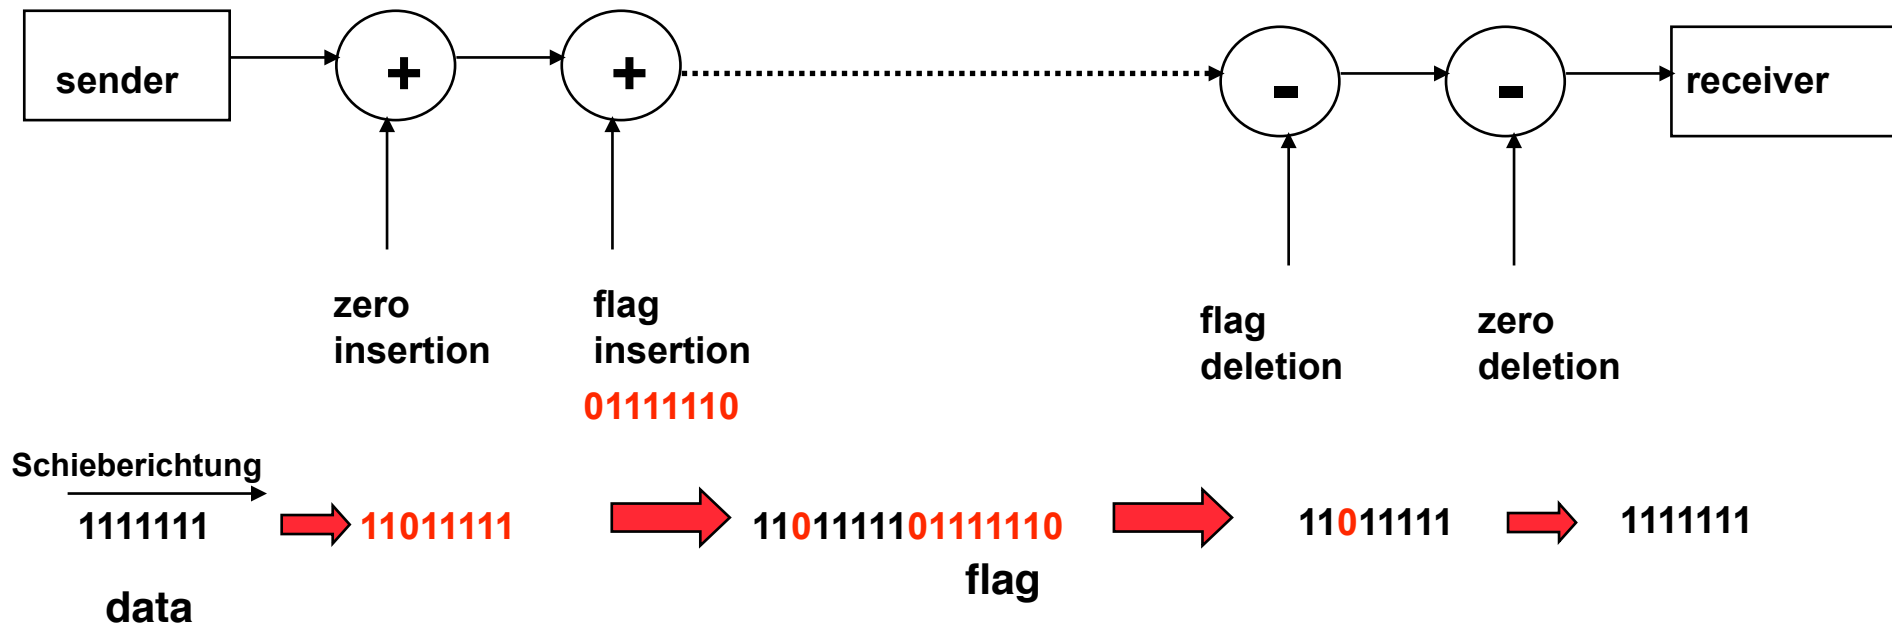 sender
+
+
-
-
receiver
zero
insertion
flag
insertion
01111110
flag
deletion
zero
deletion
Schieberichtung
1111111
11011111
1101111101111110
11011111
1111111
flag
data